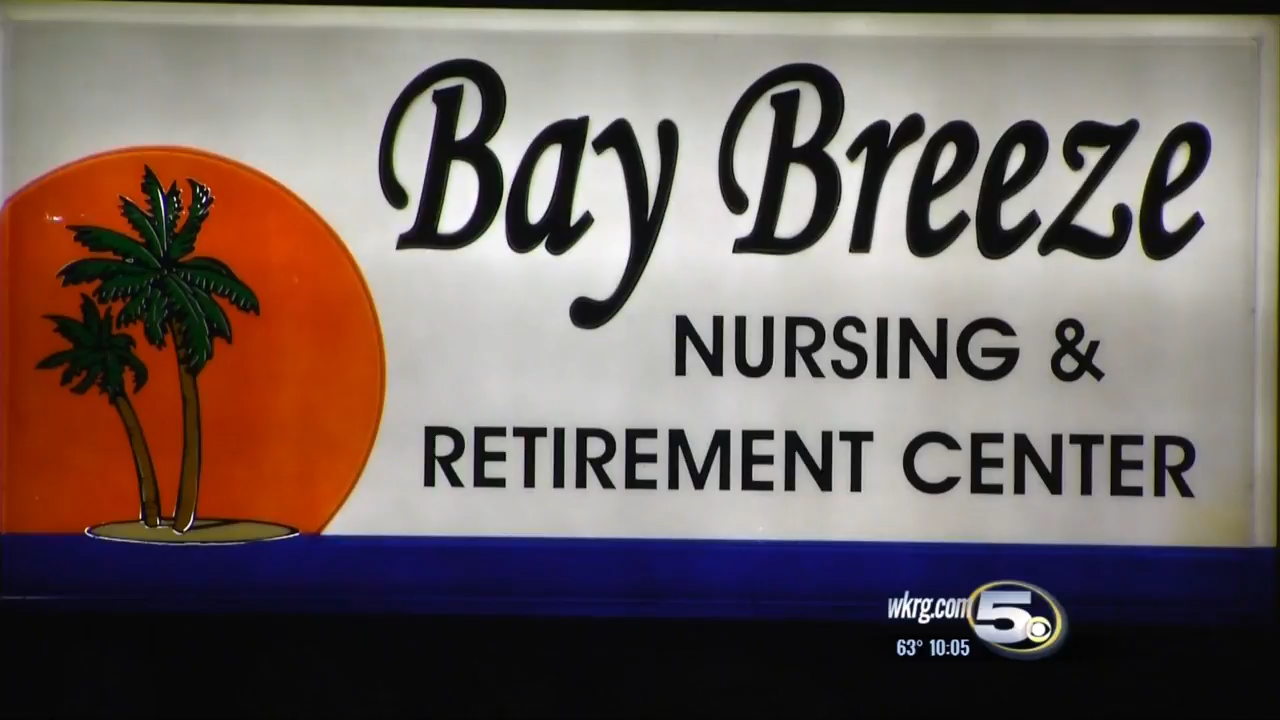 Bay Breeze
NURSING &
RETIREMENT CENTER
wkrg.com 5
63° 10:05